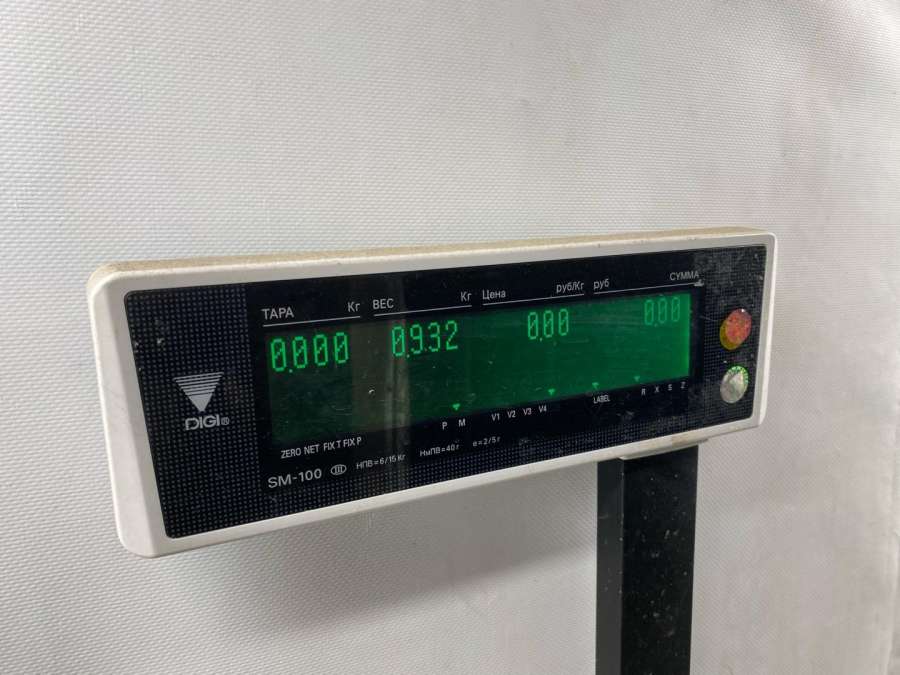 ТАРА Кг ВЕС Кг Цена руб/Кг руб СУММА
0.000 0.932 0.00 0.00
P M V1 V2 V3 V4 LABEL R X S Z
DIGI®
ZERO NET FIX T FIX P
SM-100 III НПВ=6/15 Кг НмПВ=40 г е=2/5 г